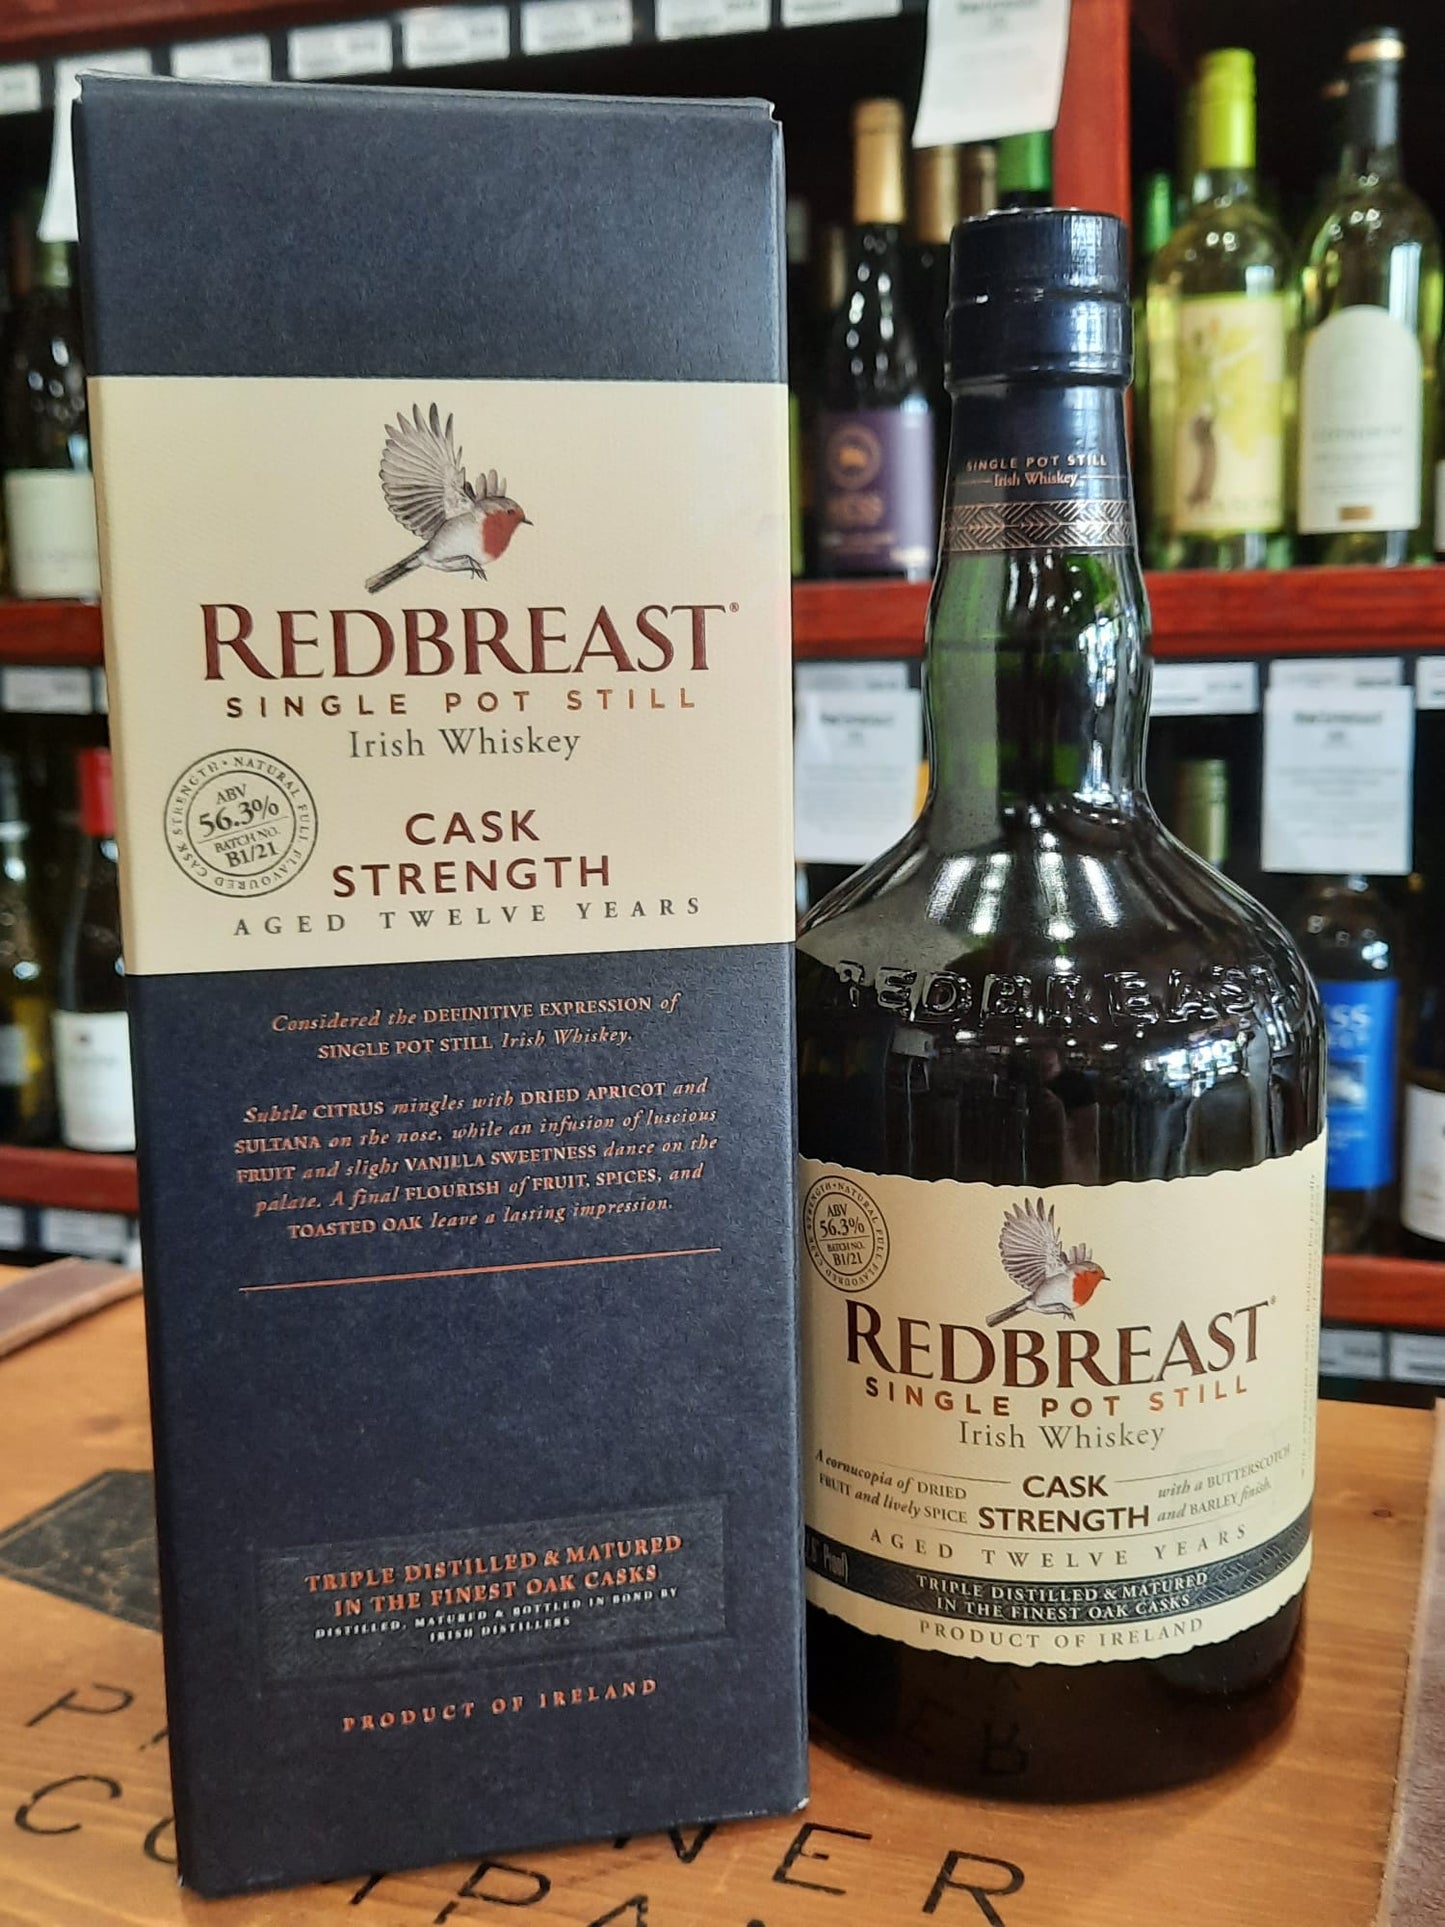 REDBREAST®
SINGLE POT STILL
Irish Whiskey
CASK STRENGTH • NATURAL FULL FLAVOURED
ABV
56.3%
BATCH NO.
B1/21
CASK
STRENGTH
AGED TWELVE YEARS
Considered the DEFINITIVE EXPRESSION of
SINGLE POT STILL Irish Whiskey.
Subtle CITRUS mingles with DRIED APRICOT and
SULTANA on the nose, while an infusion of luscious
FRUIT and slight VANILLA SWEETNESS dance on the
palate. A final FLOURISH of FRUIT, SPICES, and
TOASTED OAK leave a lasting impression.
TRIPLE DISTILLED & MATURED
IN THE FINEST OAK CASKS
DISTILLED, MATURED & BOTTLED IN BOND BY
IRISH DISTILLERS
PRODUCT OF IRELAND
SINGLE POT STILL
Irish Whiskey
REDBREAST
STRENGTH • NATURAL FULL FLAVOURED CASK
ABV
56.3%
BATCH NO.
B1/21
REDBREAST®
SINGLE POT STILL
Irish Whiskey
A cornucopia of DRIED
FRUIT and lively SPICE
CASK
STRENGTH
with a BUTTERSCOTCH
and BARLEY finish.
AGED TWELVE YEARS
Proof)
TRIPLE DISTILLED & MATURED
IN THE FINEST OAK CASKS
PRODUCT OF IRELAND